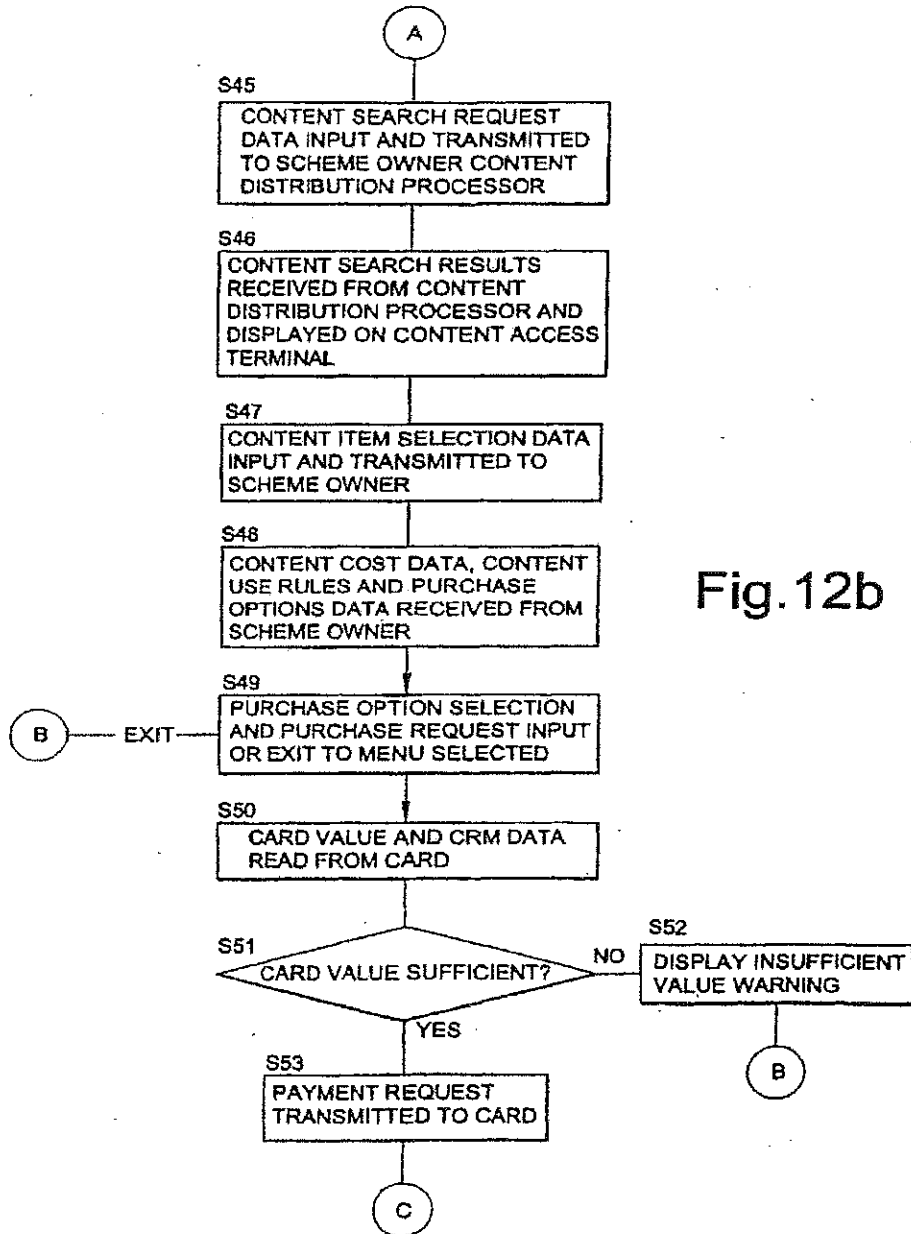 A
S45
CONTENT SEARCH REQUEST
DATA INPUT AND TRANSMITTED
TO SCHEME OWNER CONTENT
DISTRIBUTION PROCESSOR
S46
CONTENT SEARCH RESULTS
RECEIVED FROM CONTENT
DISTRIBUTION PROCESSOR AND
DISPLAYED ON CONTENT ACCESS
TERMINAL
S47
CONTENT ITEM SELECTION DATA
INPUT AND TRANSMITTED TO
SCHEME OWNER
S48
CONTENT COST DATA, CONTENT
USE RULES AND PURCHASE
OPTIONS DATA RECEIVED FROM
SCHEME OWNER
Fig.12b
S49
PURCHASE OPTION SELECTION
AND PURCHASE REQUEST INPUT
OR EXIT TO MENU SELECTED
B
EXIT
S50
CARD VALUE AND CRM DATA
READ FROM CARD
S51
CARD VALUE SUFFICIENT?
NO
S52
DISPLAY INSUFFICIENT
VALUE WARNING
B
YES
S53
PAYMENT REQUEST
TRANSMITTED TO CARD
C